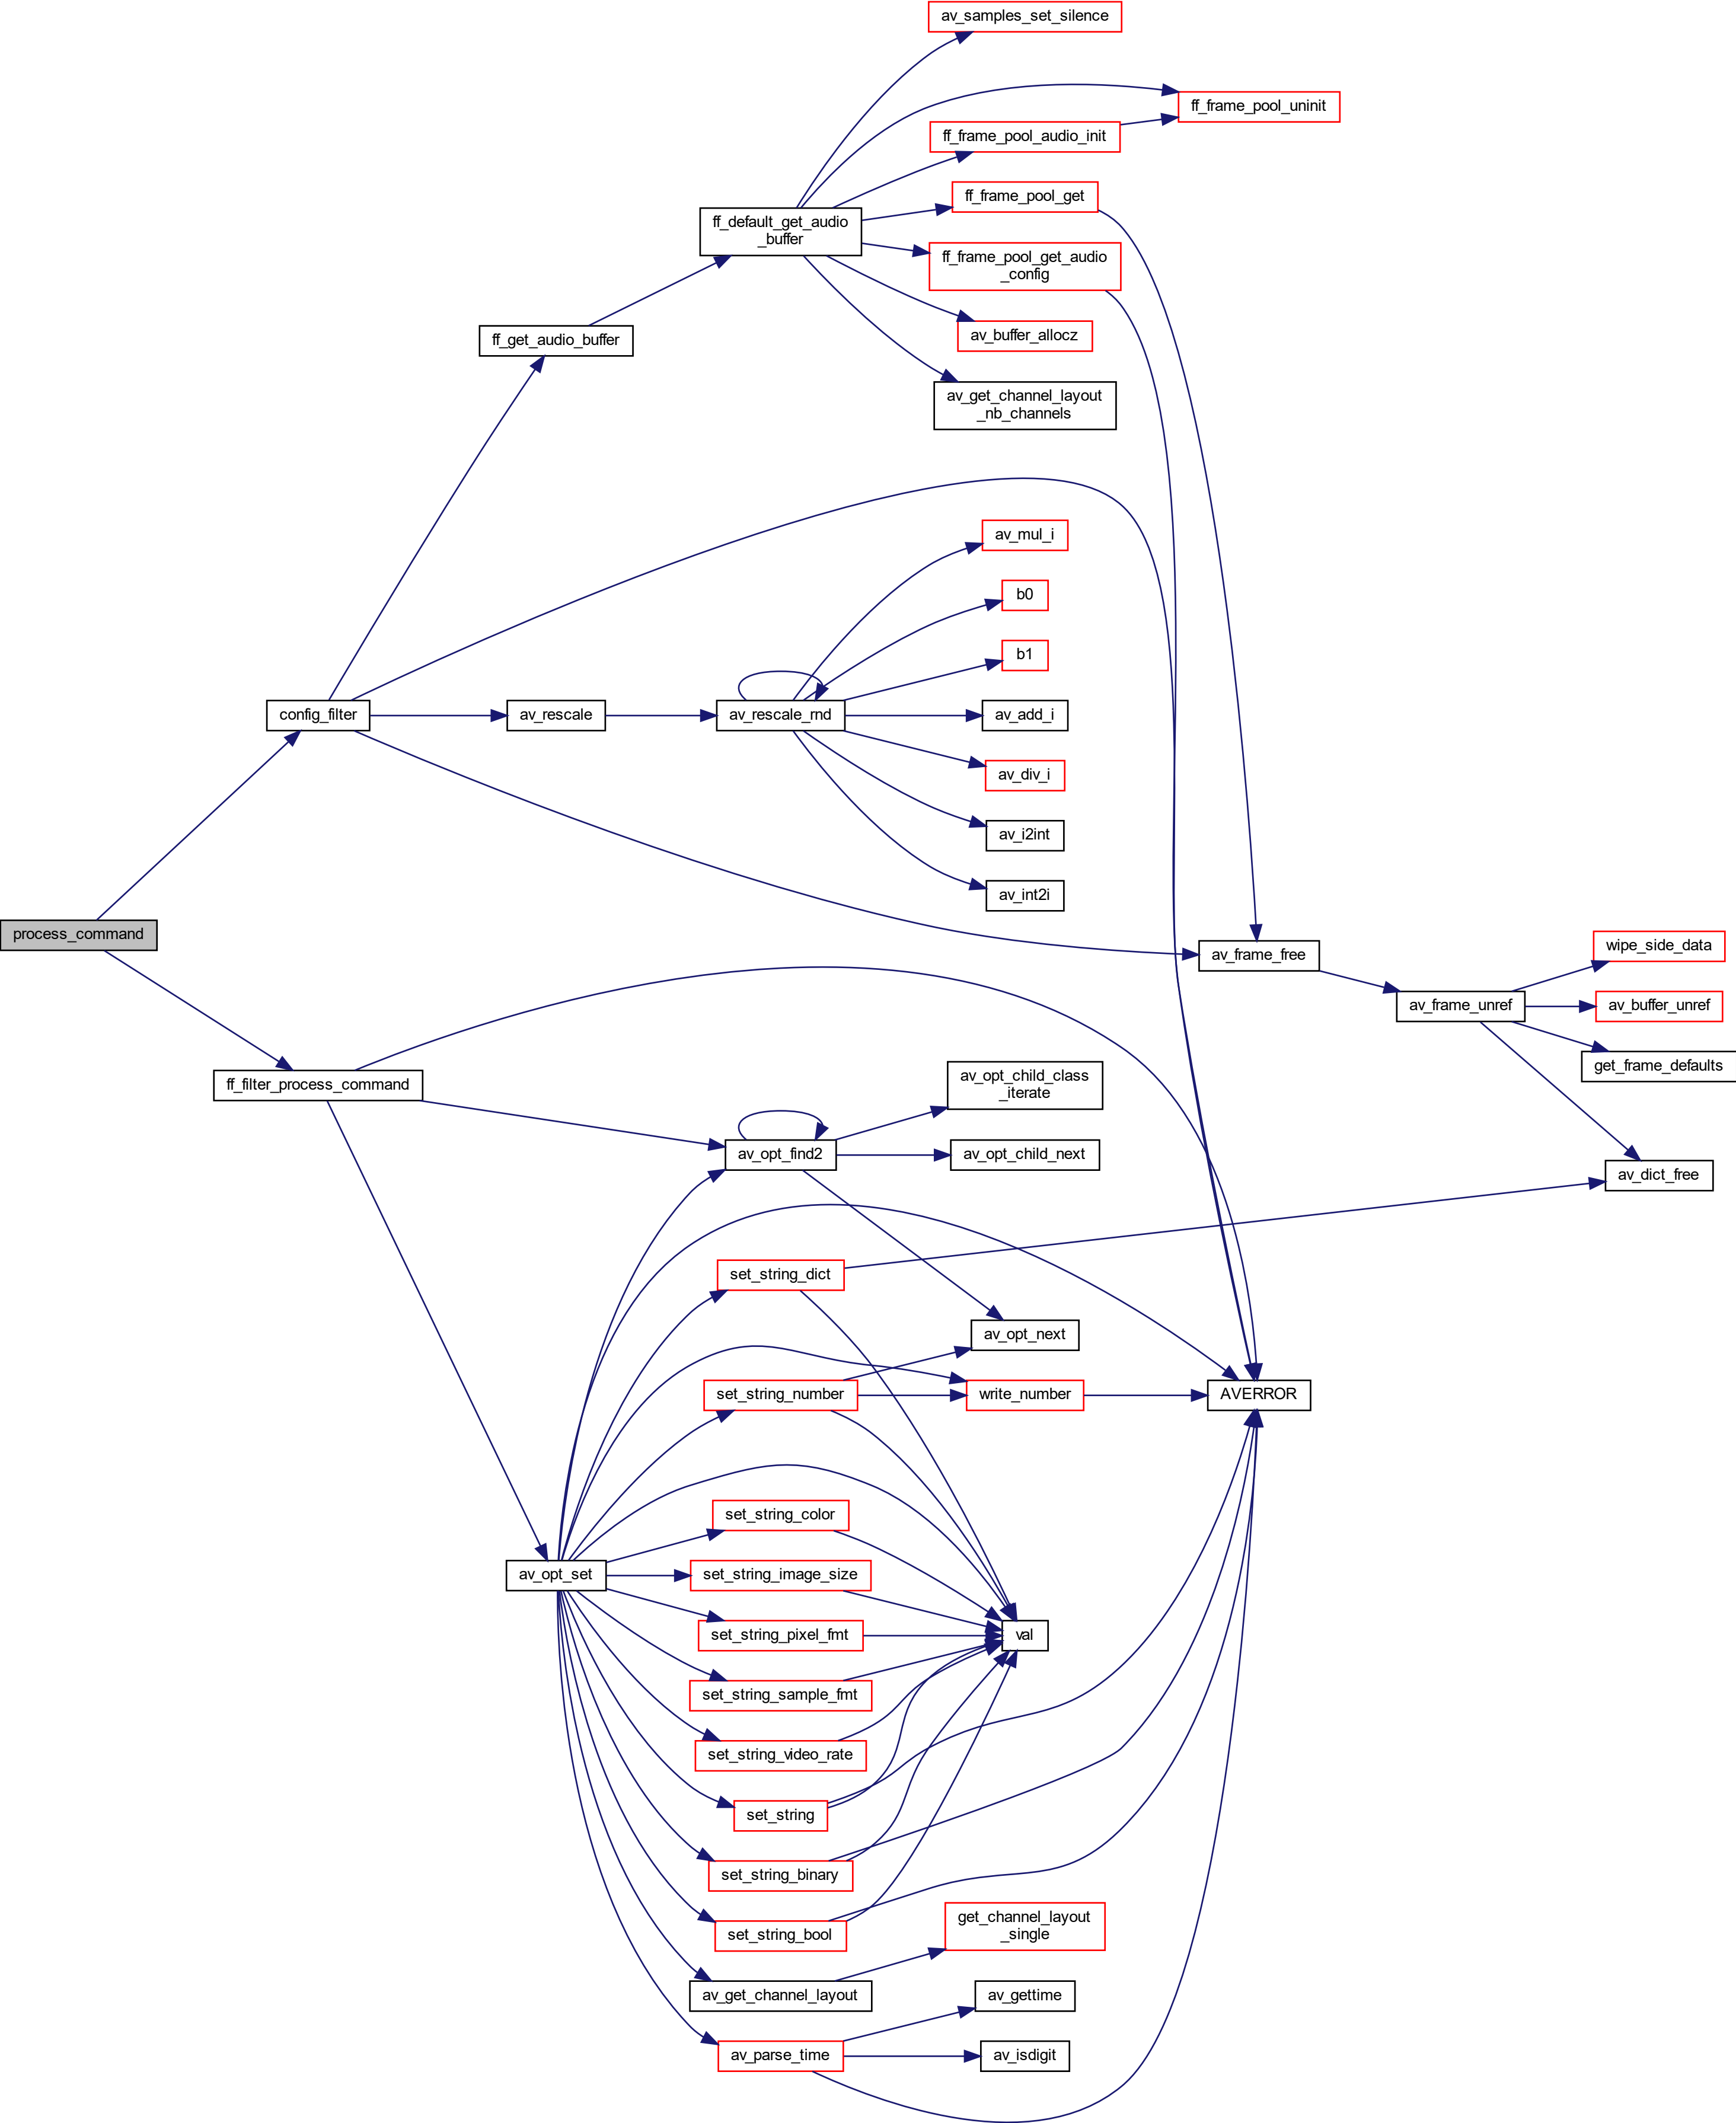 av_samples_set_silence
ff_frame_pool_uninit
ff_frame_pool_audio_init
ff_frame_pool_get
ff_default_get_audio
_buffer
ff_frame_pool_get_audio
_config
ff_get_audio_buffer
av_buffer_allocz
av_get_channel_layout
_nb_channels
av_mul_i
b0
b1
config_filter
av_rescale
av_rescale_rnd
av_add_i
av_div_i
av_i2int
av_int2i
process_command
av_frame_free
wipe_side_data
av_frame_unref
av_buffer_unref
get_frame_defaults
ff_filter_process_command
av_opt_child_class
_iterate
av_opt_find2
av_opt_child_next
av_dict_free
set_string_dict
av_opt_next
set_string_number
write_number
AVERROR
set_string_color
av_opt_set
set_string_image_size
set_string_pixel_fmt
val
set_string_sample_fmt
set_string_video_rate
set_string
set_string_binary
set_string_bool
get_channel_layout
_single
av_get_channel_layout
av_gettime
av_parse_time
av_isdigit